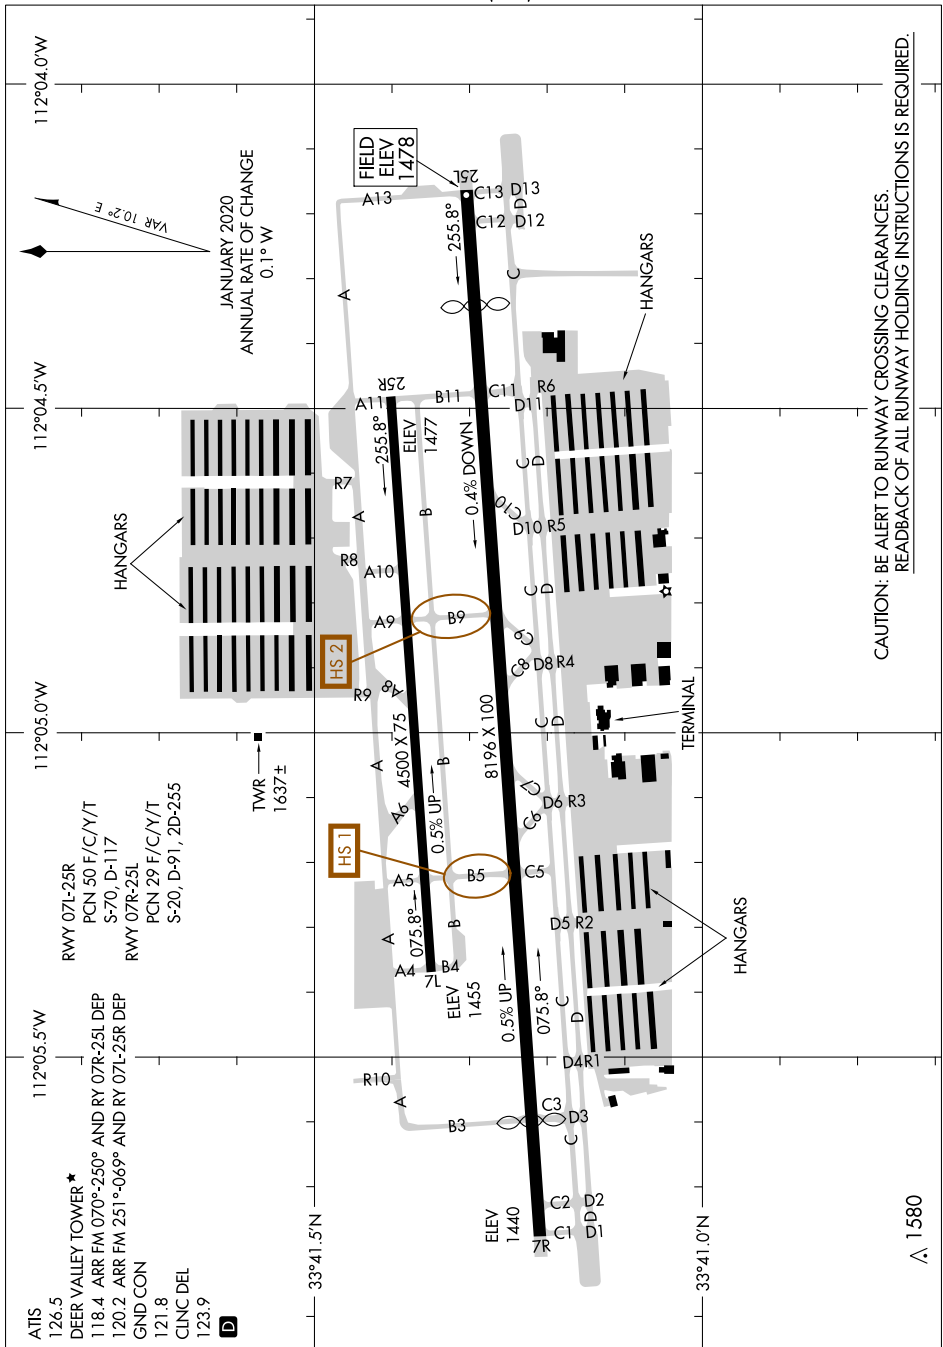 ATIS
126.5
DEER VALLEY TOWER★
118.4 ARR FM 070°-250° AND RY 07R-25L DEP
120.2 ARR FM 251°-069° AND RY 07L-25R DEP
GND CON
121.8
CLNC DEL
123.9
D
RWY 07L-25R
PCN 50 F/C/Y/T
S-70, D-117
RWY 07R-25L
PCN 29 F/C/Y/T
S-20, D-91, 2D-255
112°05.5'W
112°05.0'W
112°04.5'W
112°04.0'W
VAR 10.2° E
JANUARY 2020
ANNUAL RATE OF CHANGE
0.1° W
TWR
1637±
HANGARS
33°41.5'N
R10
A
B3
A
A4
7L
B4
ELEV
1455
B
A5
075.8°
HS 1
B5
0.5% UP
A6
A
4500 X 75
B
R9
A8
HS 2
A9
B9
A10
R8
R7
A
B
255.8°
A11
25R
ELEV
1477
B11
A
A13
FIELD
ELEV
1478
25L
255.8°
C13
D13
D
C12
D12
C
ELEV
1440
7R
C1
D1
C2
D2
D
C
C3
D3
0.5% UP
075.8°
D4
R1
C
D
D5
R2
C5
C6
C7
D6
R3
8196 X 100
C
D
C8
C9
D8
R4
C
D
C10
D10
R5
0.4% DOWN
C
D
C11
D11
R6
HANGARS
TERMINAL
HANGARS
33°41.0'N
1580
CAUTION: BE ALERT TO RUNWAY CROSSING CLEARANCES.
READBACK OF ALL RUNWAY HOLDING INSTRUCTIONS IS REQUIRED.